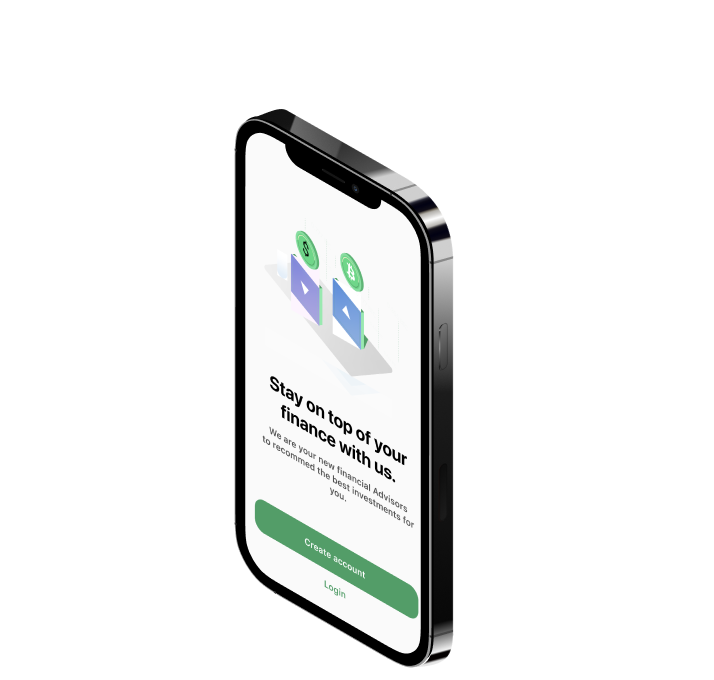 Stay on top of your
finance with us.
We are your new financial Advisors
to recommed the best investments for
you.
Create account
Login